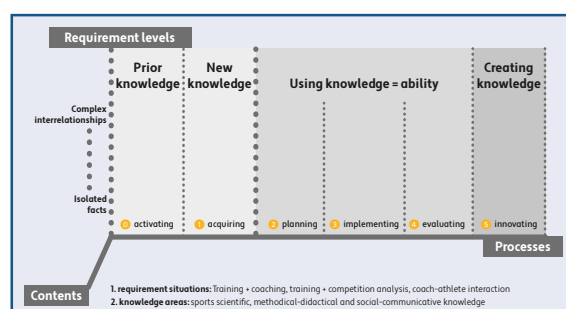 Requirement levels
Prior knowledge
New knowledge
Using knowledge = ability
Creating knowledge
Complex interrelationships
Isolated facts
0 activating
1 acquiring
2 planning
3 implementing
4 evaluating
5 innovating
Processes
Contents
1. requirement situations: Training + coaching, training + competition analysis, coach-athlete interaction
2. knowledge areas: sports scientific, methodical-didactical and social-communicative knowledge